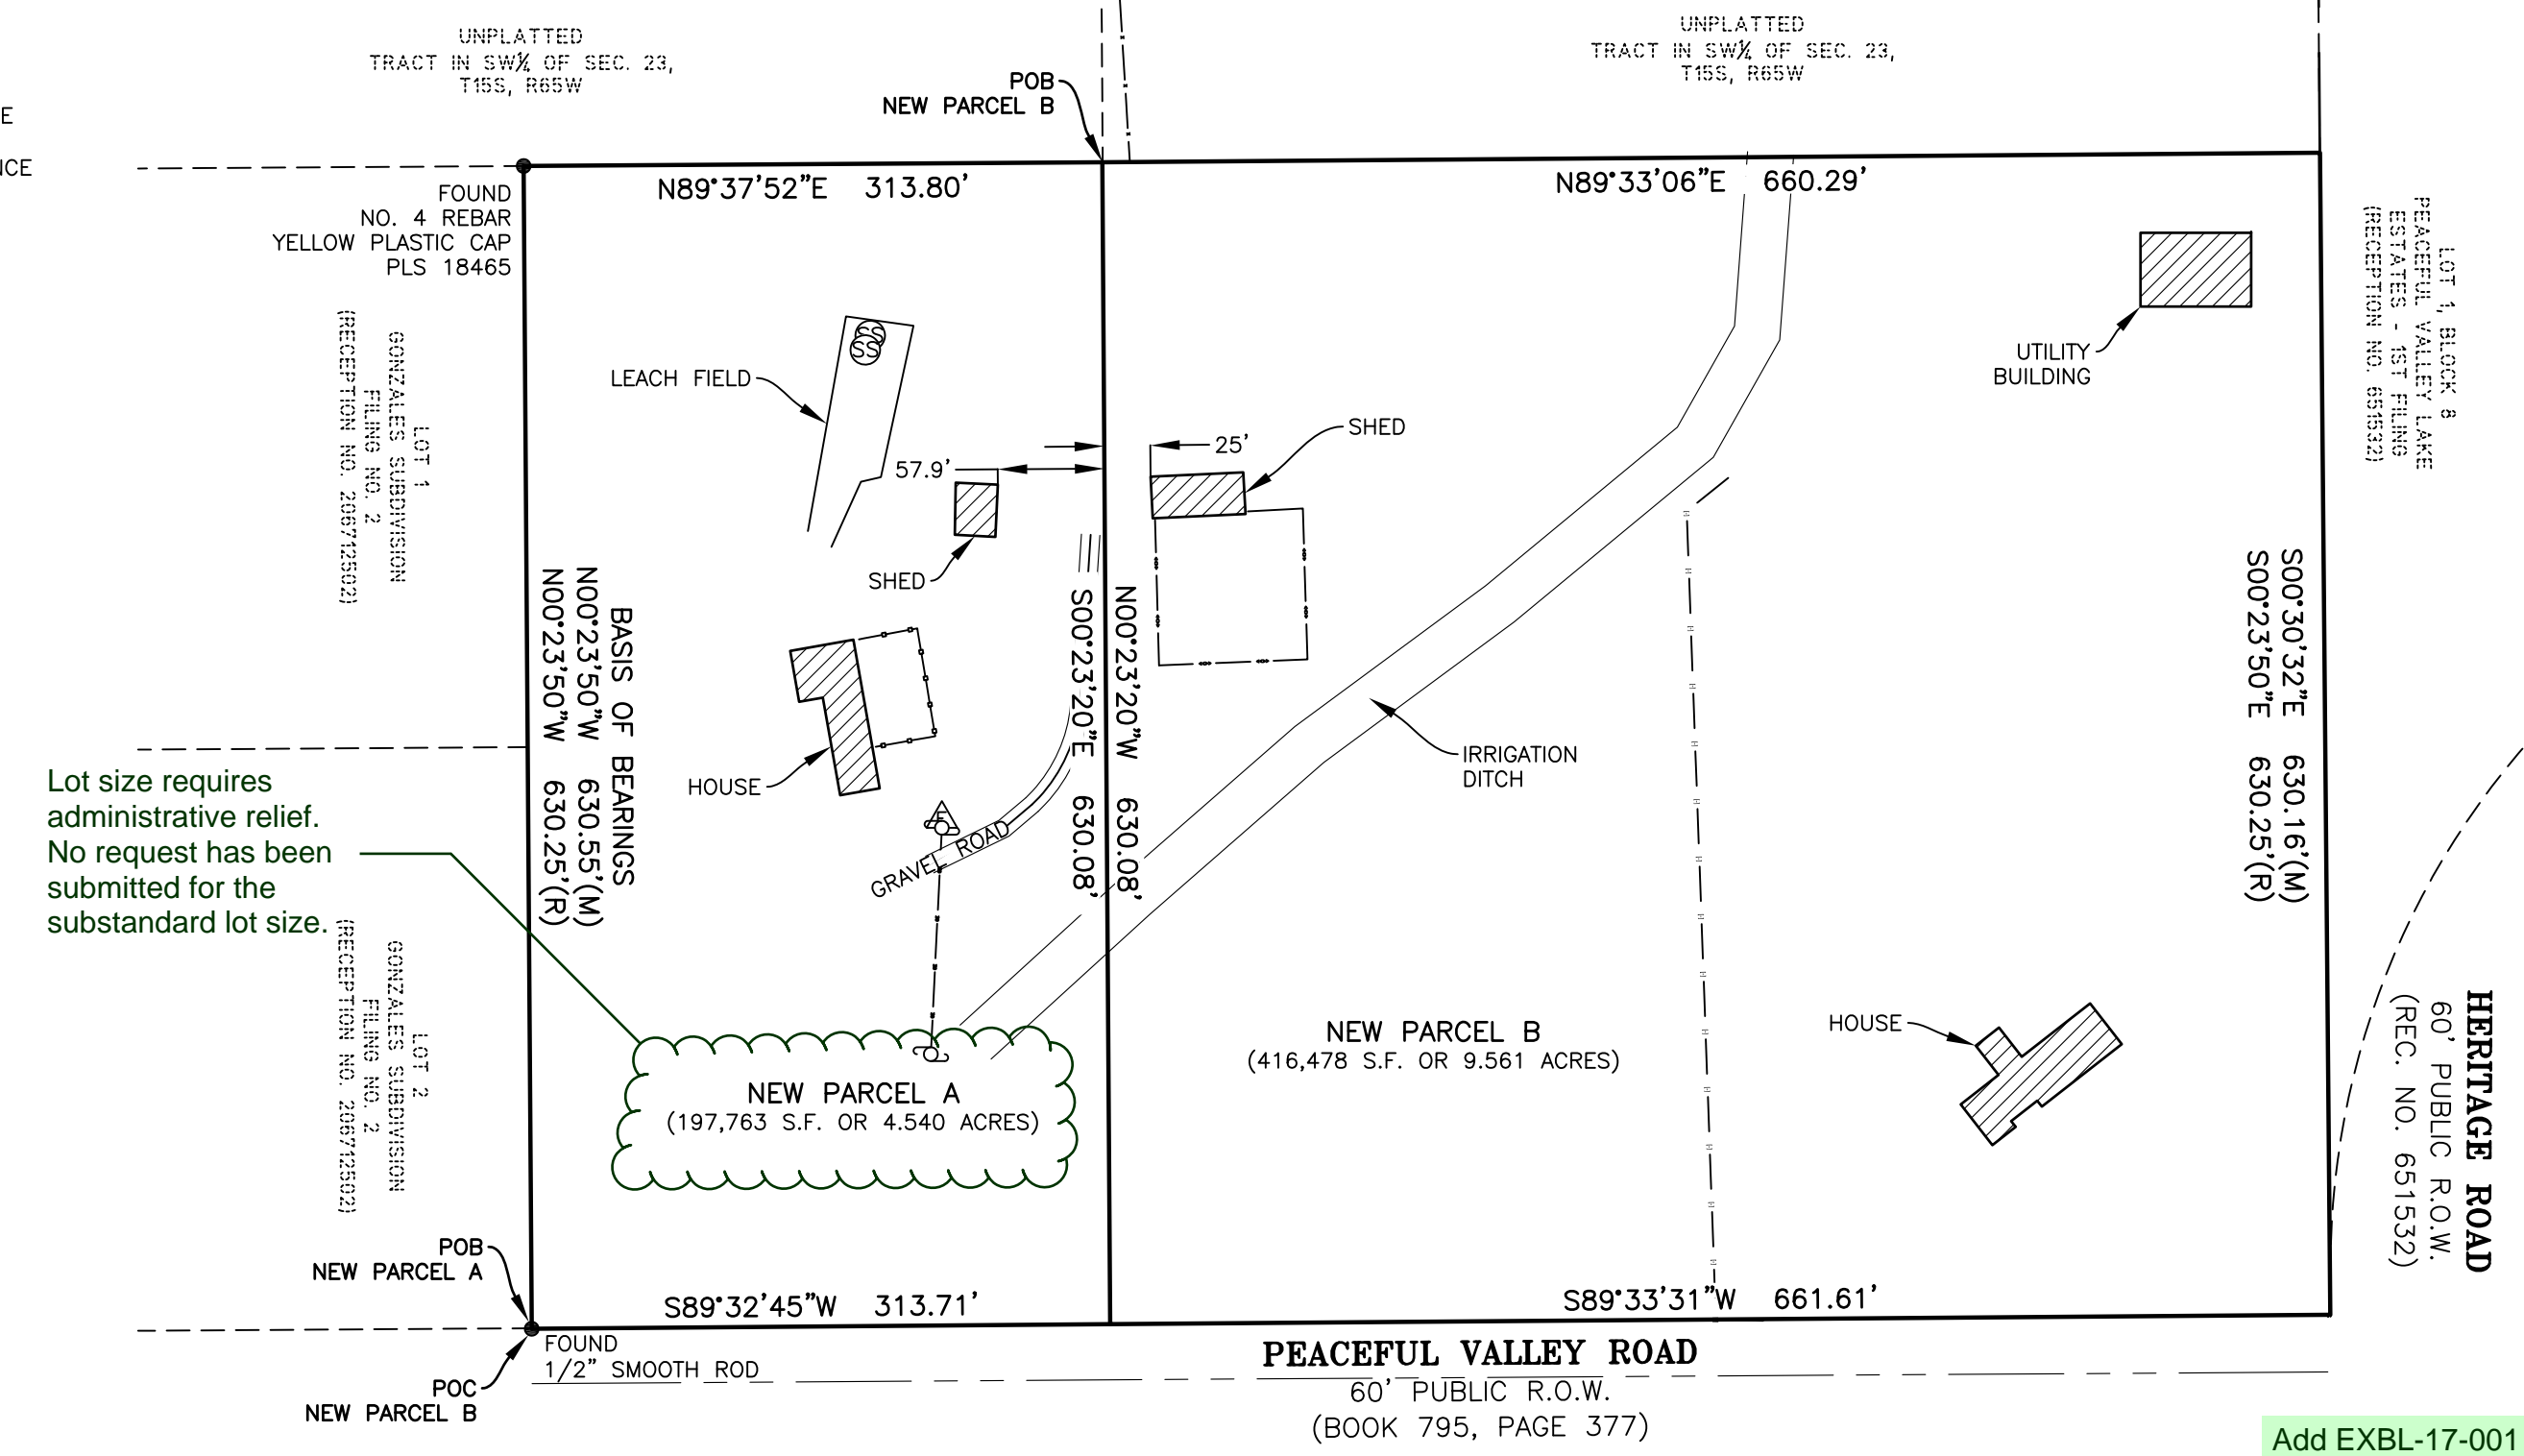 UNPLATTED
TRACT IN SW¼ OF SEC. 23,
T15S, R65W
UNPLATTED
TRACT IN SW¼ OF SEC. 23,
T15S, R65W
POB
NEW PARCEL B
E
NCE
FOUND
NO. 4 REBAR
YELLOW PLASTIC CAP
PLS 18465
N89°37'52"E 313.80'
N89°33'06"E 660.29'
LOT 1, BLOCK 8
PEACEFUL VALLEY LAKE
ESTATES - 1ST FILING
(RECEPTION NO. 651532)
SS
SS
LEACH FIELD
UTILITY
BUILDING
SHED
25'
57.9'
SHED
LOT 1
GONZALES SUBDIVISION
FILING NO. 2
(RECEPTION NO. 206712502)
BASIS OF BEARINGS
N00°23'50"W 630.55'(M)
N00°23'50"W 630.25'(R)
N00°23'20"W 630.08'
S00°23'20"E 630.08'
S00°30'32"E 630.16'(M)
S00°23'50"E 630.25'(R)
HOUSE
E
GRAVEL ROAD
IRRIGATION
DITCH
Lot size requires
administrative relief.
No request has been
submitted for the
substandard lot size.
LOT 2
GONZALES SUBDIVISION
FILING NO. 2
(RECEPTION NO. 206712502)
NEW PARCEL A
(197,763 S.F. OR 4.540 ACRES)
NEW PARCEL B
(416,478 S.F. OR 9.561 ACRES)
HOUSE
HERITAGE ROAD
60' PUBLIC R.O.W.
(REC. NO. 651532)
POB
NEW PARCEL A
S89°32'45"W 313.71'
S89°33'31"W 661.61'
FOUND
1/2" SMOOTH ROD
POC
NEW PARCEL B
PEACEFUL VALLEY ROAD
60' PUBLIC R.O.W.
(BOOK 795, PAGE 377)
Add EXBL-17-001